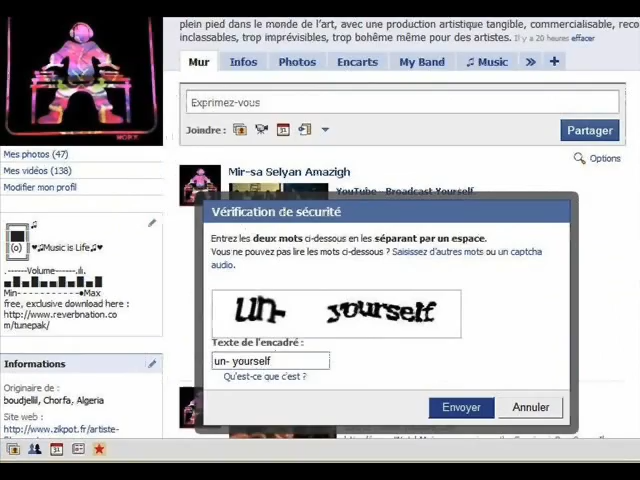 plein pied dans le monde de l'art, avec une production artistique tangible, commercialisable, reco
inclassables, trop imprévisibles, trop bohême même pour des artistes. Il y a 20 heures effacer
Mur Infos Photos Encarts My Band Music » +
Exprimez-vous
Joindre : 31
Partager
Options
Mes photos (47)
Mes vidéos (138)
Modifier mon profil
Mir-sa Selyan Amazigh
YouTube - Broadcast Yourself.
Vérification de sécurité
Entrez les deux mots ci-dessous en les séparant par un espace.
Vous ne pouvez pas lire les mots ci-dessous ? Saisissez d'autres mots ou un captcha
audio.
un- yourself
Texte de l'encadré :
un- yourself
Qu'est-ce que c'est ?
Envoyer Annuler
♫
(o) ♥♫Music is Life♫♥
.------Volume-----.ılı.
Min- ----------------●Max
free, exclusive download here :
http://www.reverbnation.co
m/tunepak/
Informations
Originaire de :
boudjellil, Chorfa, Algeria
Site web :
http://www.zikpot.fr/artiste-